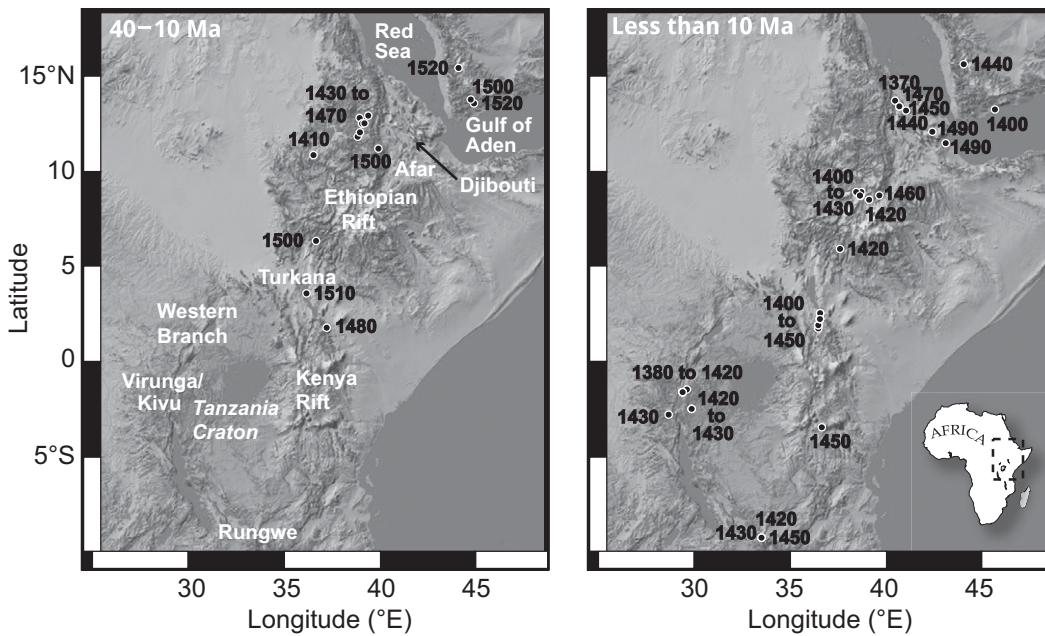 40–10 Ma
Red
Sea
1520
1500
1520
Gulf of
Aden
1430 to
1470
1410
1500
Afar
Djibouti
Ethiopian
Rift
1500
Turkana
1510
1480
Western
Branch
Virunga/
Kivu
Tanzania
Craton
Kenya
Rift
Rungwe
15°N
10
5
0
5°S
Latitude
30
35
40
45
Longitude (°E)
Less than 10 Ma
1440
1370
1470
1450
1440
1490
1490
1400
1400
to
1430
1460
1420
1420
1400
to
1450
1380 to 1420
1420
to
1430
1430
1450
1420
1430
1450
AFRICA
30
35
40
45
Longitude (°E)